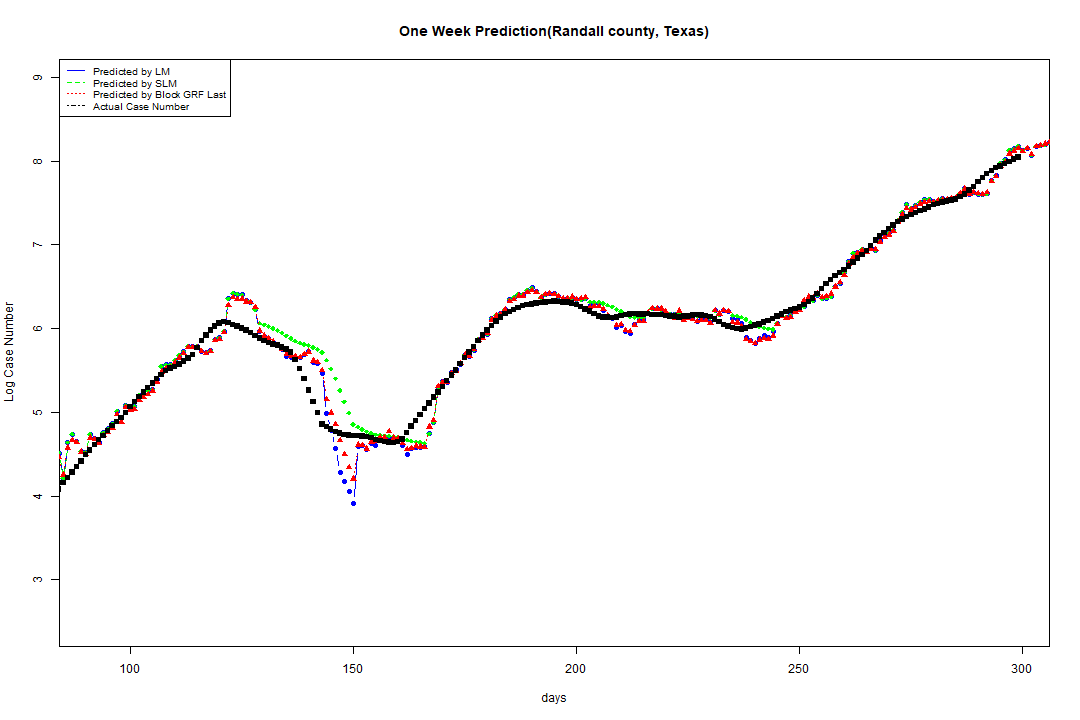 One Week Prediction(Randall county, Texas)
Predicted by LM
Predicted by SLM
Predicted by Block GRF Last
Actual Case Number
9
8
7
6
5
4
3
Log Case Number
100 150 200 250 300
days